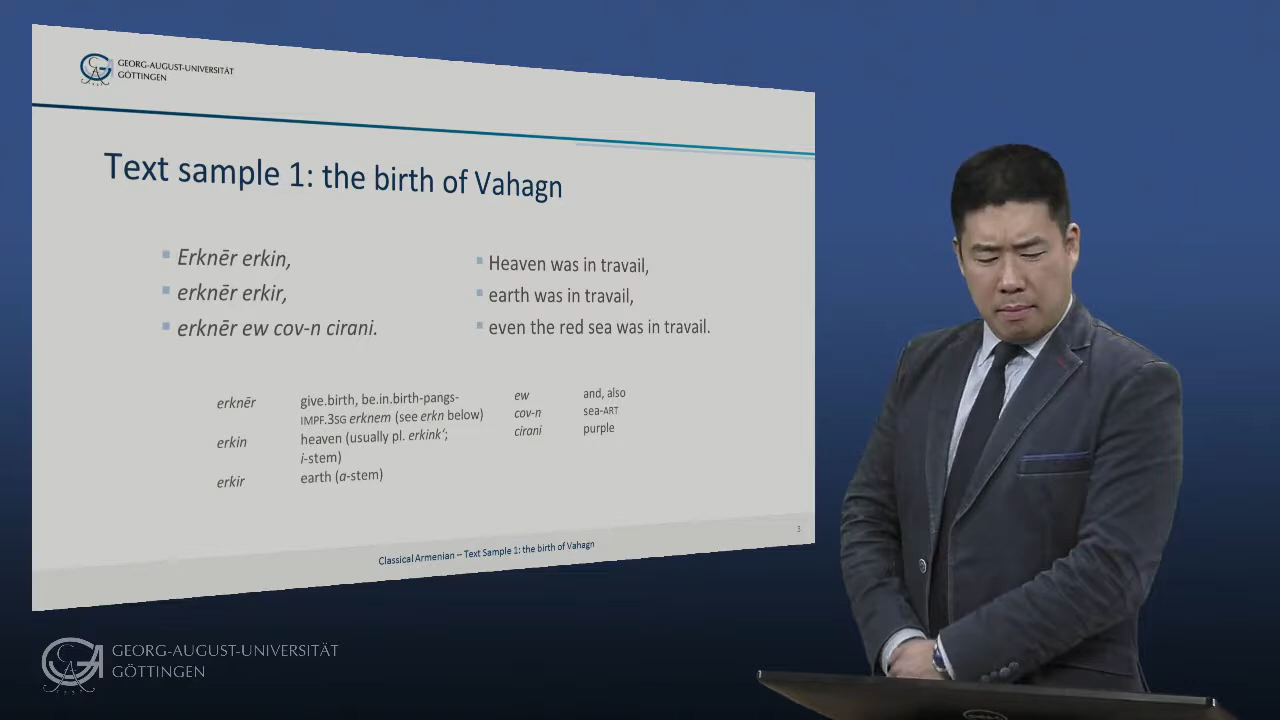 GEORG-AUGUST-UNIVERSITÄT
GÖTTINGEN
Text sample 1: the birth of Vahagn
Erknēr erkin,
erknēr erkir,
erknēr ew cov-n cirani.
Heaven was in travail,
earth was in travail,
even the red sea was in travail.
erknēr give.birth, be.in.birth-pangs-
IMPF.3SG erknem (see erkn below)
erkin heaven (usually pl. erkink‘;
i-stem)
erkir earth (a-stem)
ew and, also
cov-n sea-ART
cirani purple
3
Classical Armenian – Text Sample 1: the birth of Vahagn
GEORG-AUGUST-UNIVERSITÄT
GÖTTINGEN